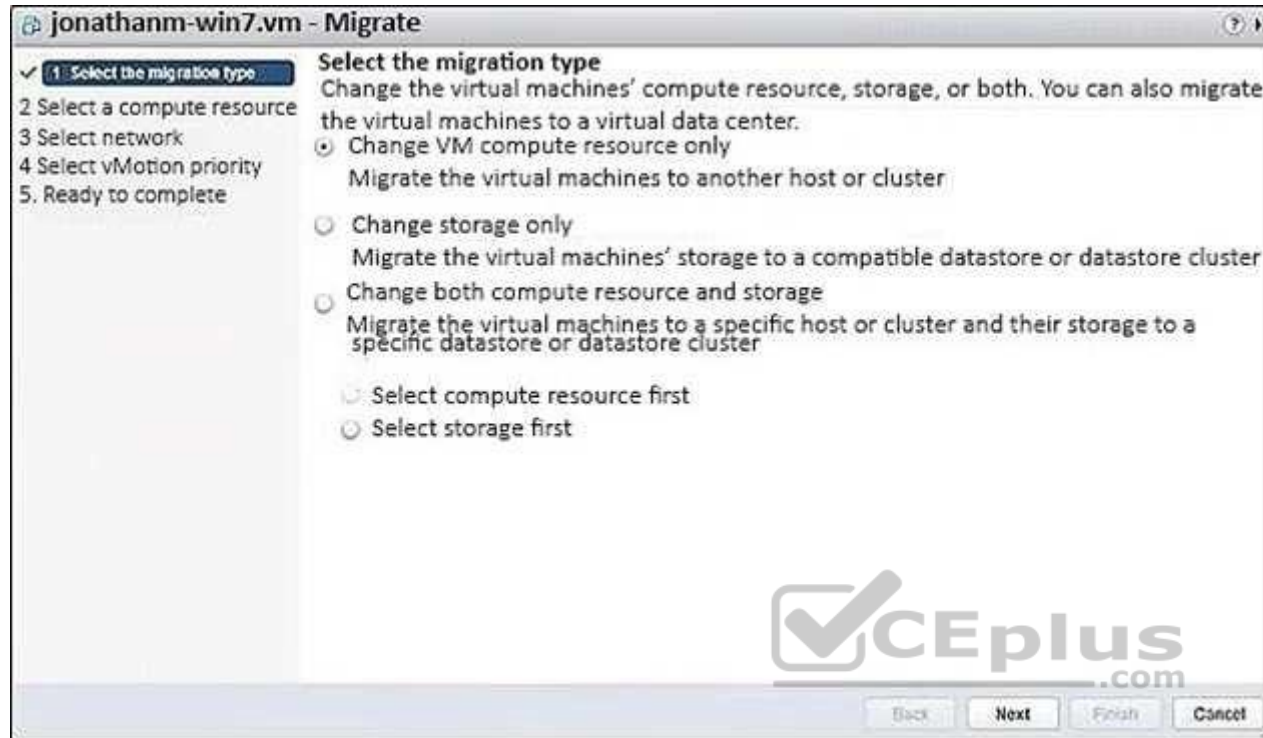 jonathanm-win7.vm - Migrate
1 Select the migration type
2 Select a compute resource
3 Select network
4 Select vMotion priority
5. Ready to complete
Select the migration type
Change the virtual machines' compute resource, storage, or both. You can also migrate
the virtual machines to a virtual data center.
Change VM compute resource only
Migrate the virtual machines to another host or cluster
Change storage only
Migrate the virtual machines' storage to a compatible datastore or datastore cluster
Change both compute resource and storage
Migrate the virtual machines to a specific host or cluster and their storage to a
specific datastore or datastore cluster
Select compute resource first
Select storage first
CEplus
.com
Back Next Finish Cancel